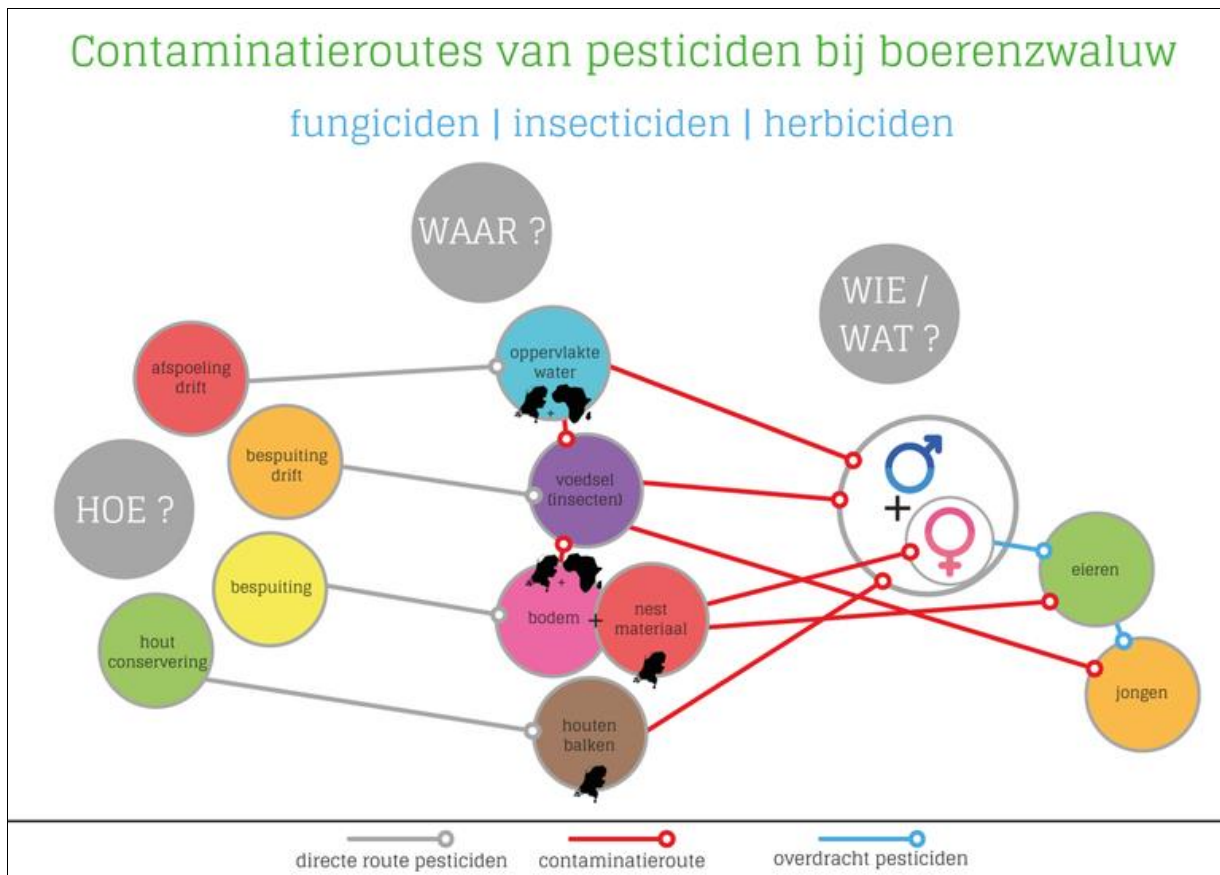 Contaminatieroutes van pesticiden bij boerenzwaluw
fungiciden | insecticiden | herbiciden
WAAR ?
WIE /
WAT ?
HOE ?
afspoeling
drift
bespuiting
drift
bespuiting
hout
conservering
oppervlakte
water
+
voedsel
(insecten)
+
bodem
+
nest
materiaal
houten
balken
+
eieren
jongen
directe route pesticiden
contaminatieroute
overdracht pesticiden